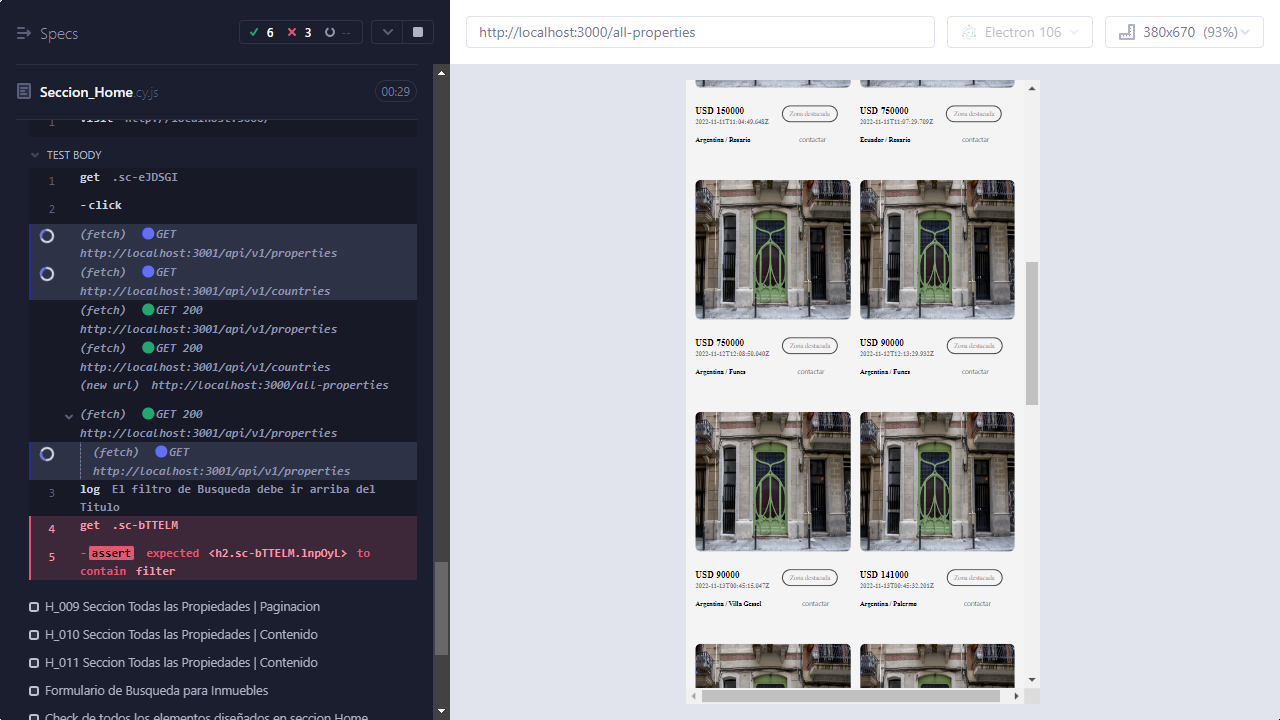 Specs
6
3
--
Seccion_Home.cy.js
00:29
1 visit http://localhost:3000/
TEST BODY
1 get .sc-eJDSGI
2 -click
(fetch) GET
http://localhost:3001/api/v1/properties
(fetch) GET
http://localhost:3001/api/v1/countries
(fetch) GET 200
http://localhost:3001/api/v1/properties
(fetch) GET 200
http://localhost:3001/api/v1/countries
(new url) http://localhost:3000/all-properties
(fetch) GET 200
http://localhost:3001/api/v1/properties
(fetch) GET
http://localhost:3001/api/v1/properties
3 log El filtro de Busqueda debe ir arriba del
Titulo
4 get .sc-bTTELM
5 -assert expected <h2.sc-bTTELM.lnpOyL> to
contain filter
H_009 Seccion Todas las Propiedades | Paginacion
H_010 Seccion Todas las Propiedades | Contenido
H_011 Seccion Todas las Propiedades | Contenido
Formulario de Busqueda para Inmuebles
Check de todos los elementos diseñados en seccion Home
http://localhost:3000/all-properties
Electron 106
380x670 (93%)
USD 150000 Zona destacada
2022-11-11T11:04:49.648Z
Argentina / Rosario contactar
USD 750000 Zona destacada
2022-11-11T11:07:29.709Z
Ecuador / Rosario contactar
USD 750000 Zona destacada
2022-11-12T12:08:50.040Z
Argentina / Funes contactar
USD 90000 Zona destacada
2022-11-12T12:13:29.932Z
Argentina / Funes contactar
USD 90000 Zona destacada
2022-11-13T00:45:15.047Z
Argentina / Villa Gessel contactar
USD 141000 Zona destacada
2022-11-13T00:45:32.201Z
Argentina / Palermo contactar